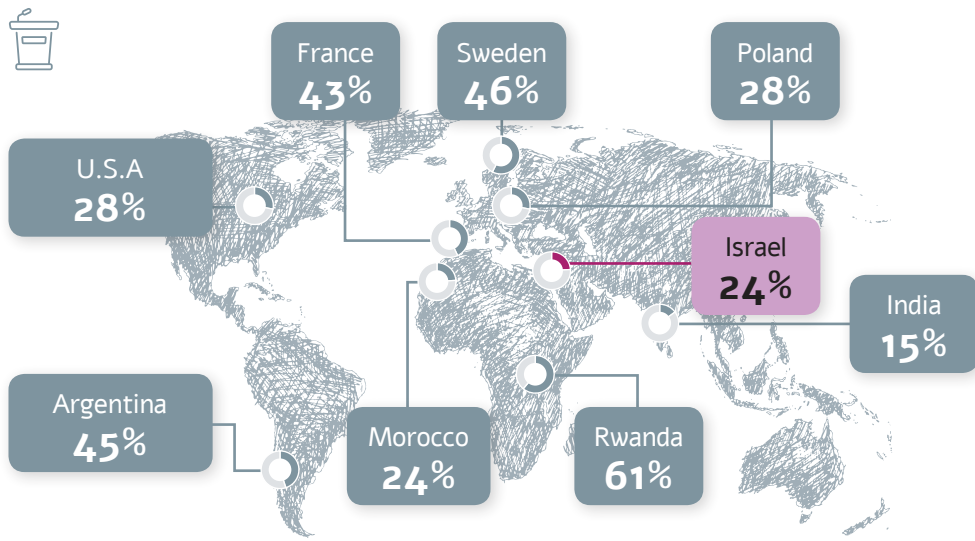 France
43%
Sweden
46%
Poland
28%
U.S.A
28%
Israel
24%
India
15%
Argentina
45%
Morocco
24%
Rwanda
61%